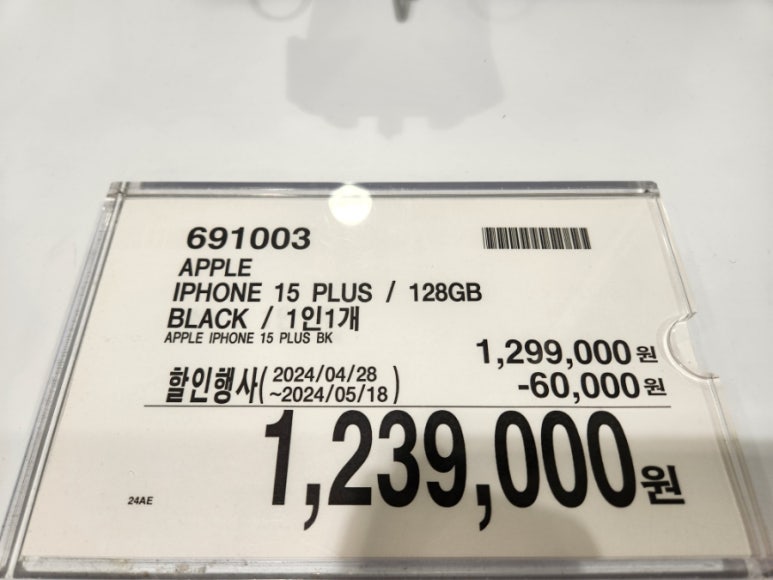 691003
APPLE
IPHONE 15 PLUS / 128GB
BLACK / 1인1개
APPLE IPHONE 15 PLUS BK
1,299,000원
할인행사( 2024/04/28
~2024/05/18 )
-60,000원
1,239,000원
24AE